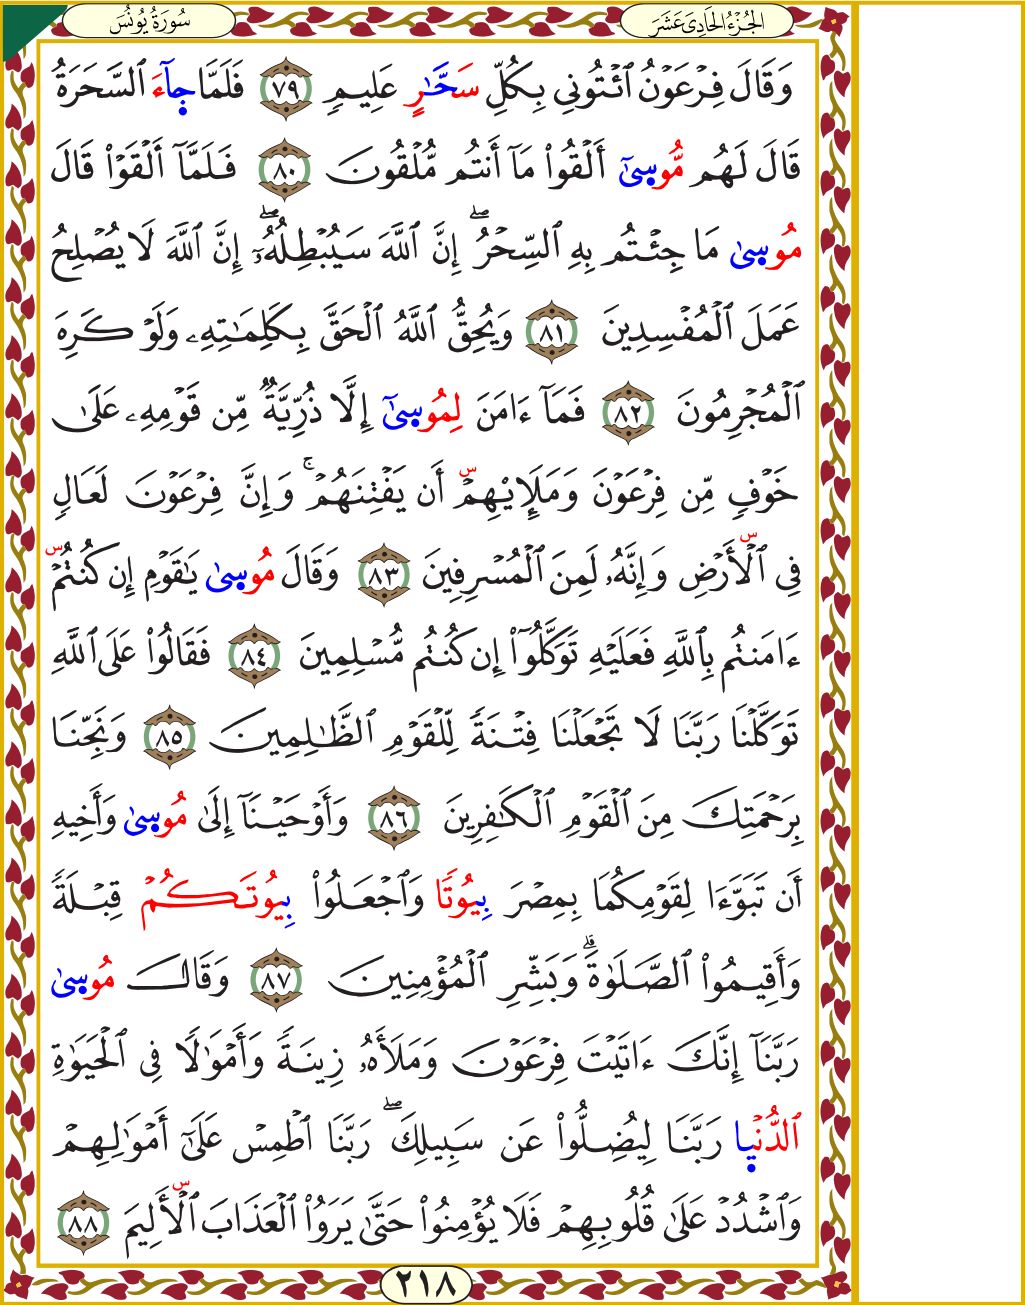 الجُزْءُ الحَادِيَ عَشَرَ
سُورَةُ يُونُسَ
وَقَالَ فِرْعَوْنُ ٱئْتُونِي بِكُلِّ سَحَّٰرٍ عَلِيمٖ ٧٩ فَلَمَّا جَآءَ ٱلسَّحَرَةُ
قَالَ لَهُم مُّوسَىٰٓ أَلْقُوا۟ مَآ أَنتُم مُّلْقُونَ ٨٠ فَلَمَّآ أَلْقَوْا۟ قَالَ
مُوسَىٰ مَا جِئْتُم بِهِ ٱلسِّحْرُۖ إِنَّ ٱللَّهَ سَيُبْطِلُهُۥٓۖ إِنَّ ٱللَّهَ لَا يُصْلِحُ
عَمَلَ ٱلْمُفْسِدِينَ ٨١ وَيُحِقُّ ٱللَّهُ ٱلْحَقَّ بِكَلِمَٰتِهِۦ وَلَوْ كَرِهَ
ٱلْمُجْرِمُونَ ٨٢ فَمَآ ءَامَنَ لِمُوسَىٰٓ إِلَّا ذُرِّيَّةٌ مِّن قَوْمِهِۦ عَلَىٰ
خَوْفٍ مِّن فِرْعَوْنَ وَمَلَإِي۟هِمْ أَن يَفْتِنَهُمْۚ وَإِنَّ فِرْعَوْنَ لَعَالٍ
فِي ٱلْأَرْضِ وَإِنَّهُۥ لَمِنَ ٱلْمُسْرِفِينَ ٨٣ وَقَالَ مُوسَىٰ يَٰقَوْمِ إِن كُنتُمْ
ءَامَنتُم بِٱللَّهِ فَعَلَيْهِ تَوَكَّلُوٓا۟ إِن كُنتُم مُّسْلِمِينَ ٨٤ فَقَالُوا۟ عَلَى ٱللَّهِ
تَوَكَّلْنَا رَبَّنَا لَا تَجْعَلْنَا فِتْنَةً لِّلْقَوْمِ ٱلظَّٰلِمِينَ ٨٥ وَنَجِّنَا
بِرَحْمَتِكَ مِنَ ٱلْقَوْمِ ٱلْكَٰفِرِينَ ٨٦ وَأَوْحَيْنَآ إِلَىٰ مُوسَىٰ وَأَخِيهِ
أَن تَبَوَّءَا لِقَوْمِكُمَا بِمِصْرَ بِيُوتًا وَٱجْعَلُوا۟ بِيُوتَكُمْ قِبْلَةً
وَأَقِيمُوا۟ ٱلصَّلَوٰةَۗ وَبَشِّرِ ٱلْمُؤْمِنِينَ ٨٧ وَقَالَ مُوسَىٰ
رَبَّنَآ إِنَّكَ ءَاتَيْتَ فِرْعَوْنَ وَمَلَأَهُۥ زِينَةً وَأَمْوَٰلًا فِي ٱلْحَيَوٰةِ
ٱلدُّنْيَا رَبَّنَا لِيُضِلُّوا۟ عَن سَبِيلِكَۖ رَبَّنَا ٱطْمِسْ عَلَىٰٓ أَمْوَٰلِهِمْ
وَٱشْدُدْ عَلَىٰ قُلُوبِهِمْ فَلَا يُؤْمِنُوا۟ حَتَّىٰ يَرَوُا۟ ٱلْعَذَابَ ٱلْأَلِيمَ ٨٨
٢١٨